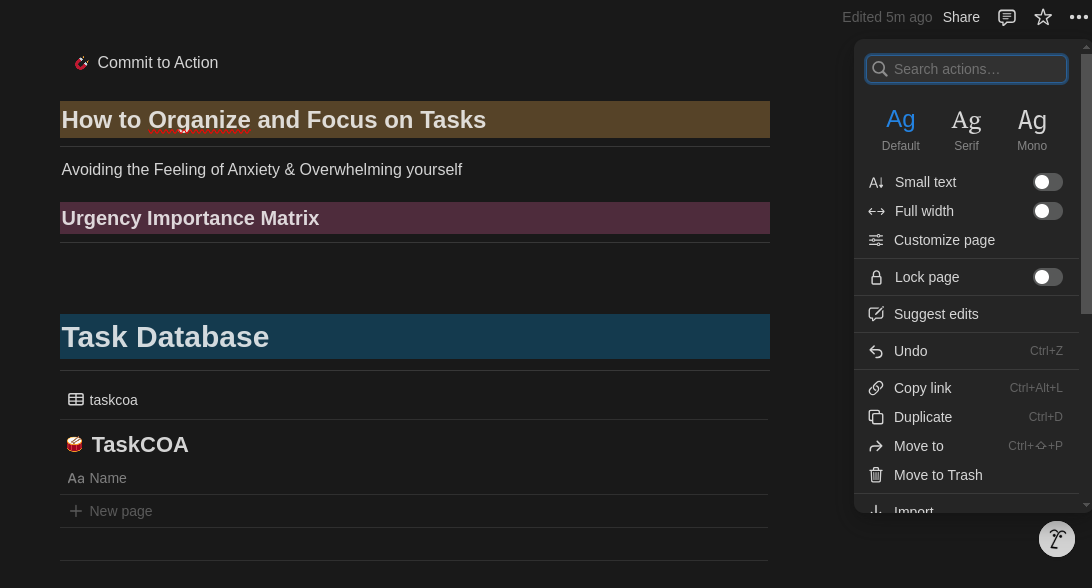 Edited 5m ago Share
Commit to Action
How to Organize and Focus on Tasks
Avoiding the Feeling of Anxiety & Overwhelming yourself
Urgency Importance Matrix
Task Database
taskcoa
TaskCOA
Aa Name
New page
Search actions…
Ag Ag Ag
Default Serif Mono
Small text
Full width
Customize page
Lock page
Suggest edits
Undo Ctrl+Z
Copy link Ctrl+Alt+L
Duplicate Ctrl+D
Move to Ctrl+⇧+P
Move to Trash
Import